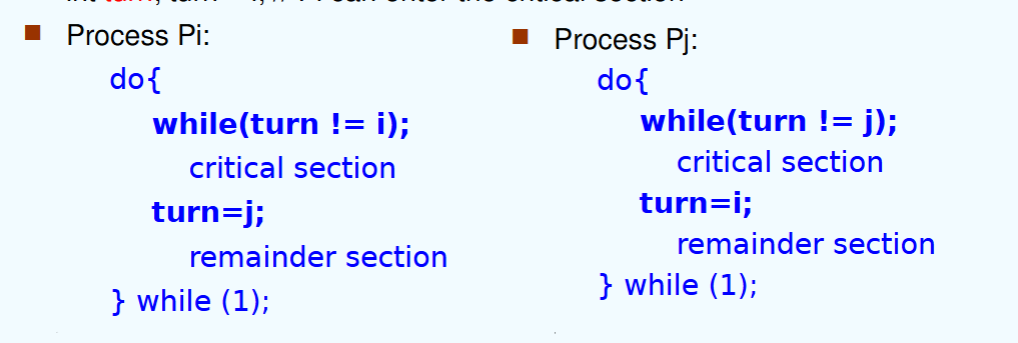 Process Pi:
do{
while(turn != i);
critical section
turn=j;
remainder section
} while (1);
Process Pj:
do{
while(turn != j);
critical section
turn=i;
remainder section
} while (1);